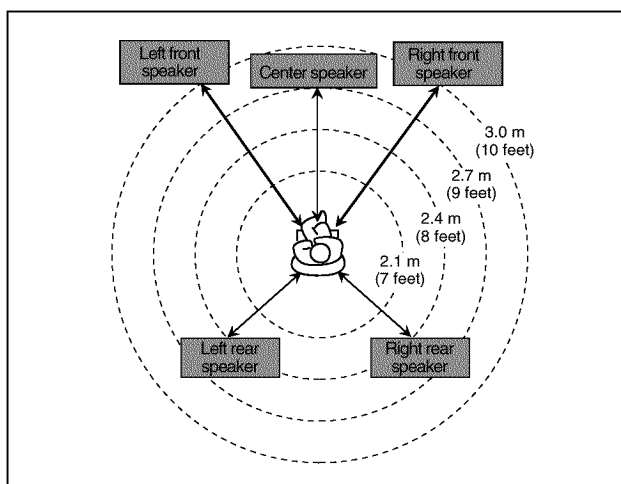 Left front
speaker
Center speaker
Right front
speaker
3.0 m
(10 feet)
2.7 m
(9 feet)
2.4 m
(8 feet)
2.1 m
(7 feet)
Left rear
speaker
Right rear
speaker